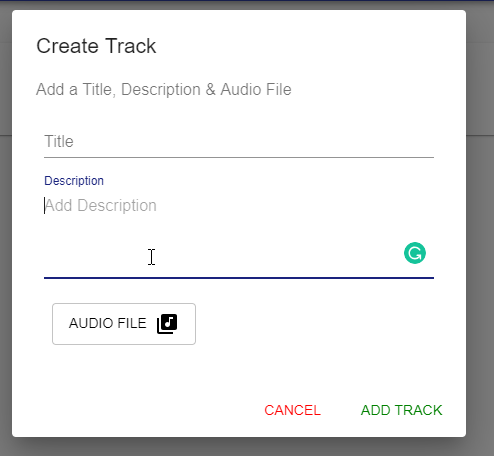 Create Track
Add a Title, Description & Audio File
Title
Description
Add Description
AUDIO FILE
CANCEL ADD TRACK